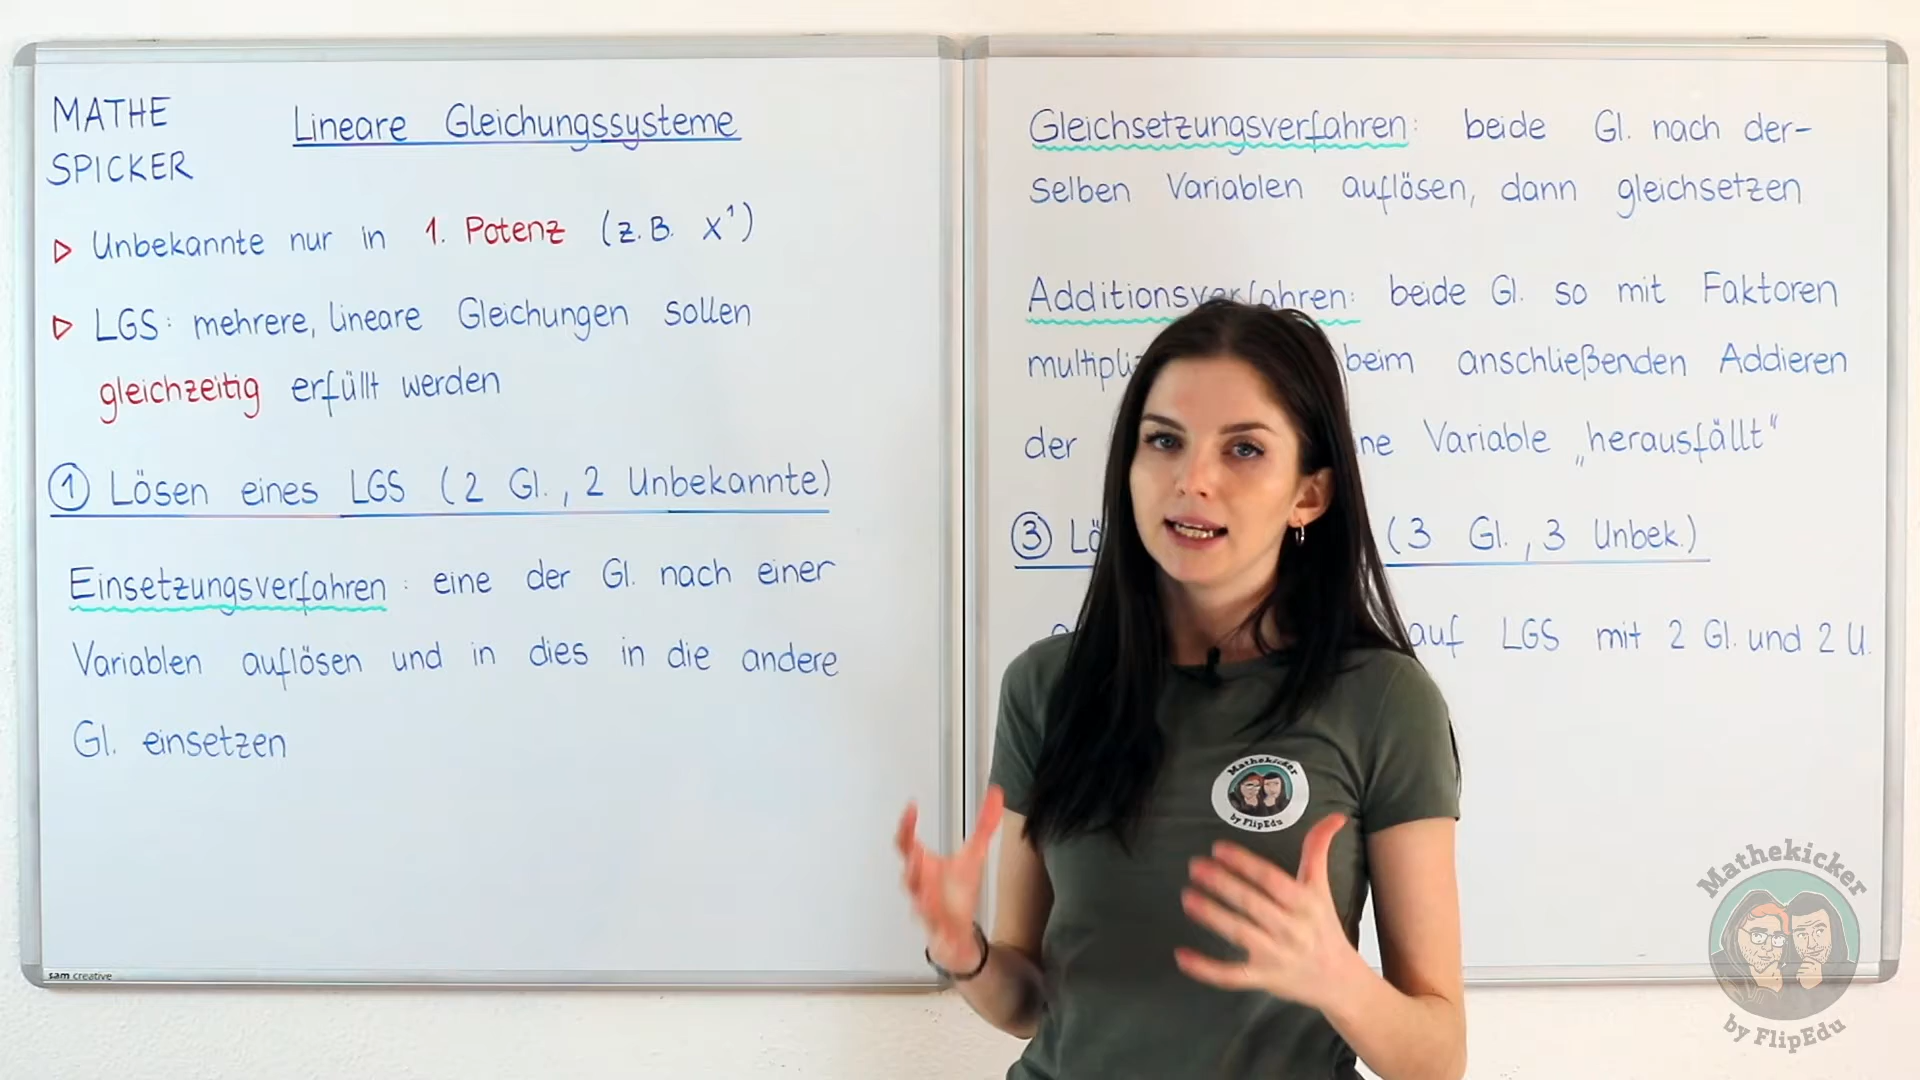 MATHE
SPICKER
Lineare Gleichungssysteme
▷ Unbekannte nur in 1. Potenz (z.B. x¹)
▷ LGS: mehrere, lineare Gleichungen sollen
gleichzeitig erfüllt werden
① Lösen eines LGS (2 Gl., 2 Unbekannte)
Einsetzungsverfahren: eine der Gl. nach einer
Variablen auflösen und in dies in die andere
Gl. einsetzen
sam creative
Gleichsetzungsverfahren: beide Gl. nach der-
selben Variablen auflösen, dann gleichsetzen
Additionsverfahren: beide Gl. so mit Faktoren
beim anschließenden Addieren
der Variable „herausfällt“
③ (3 Gl., 3 Unbek.)
auf LGS mit 2 Gl. und 2 U.
Mathekicker
by FlipEdu
Mathekicker
by FlipEdu